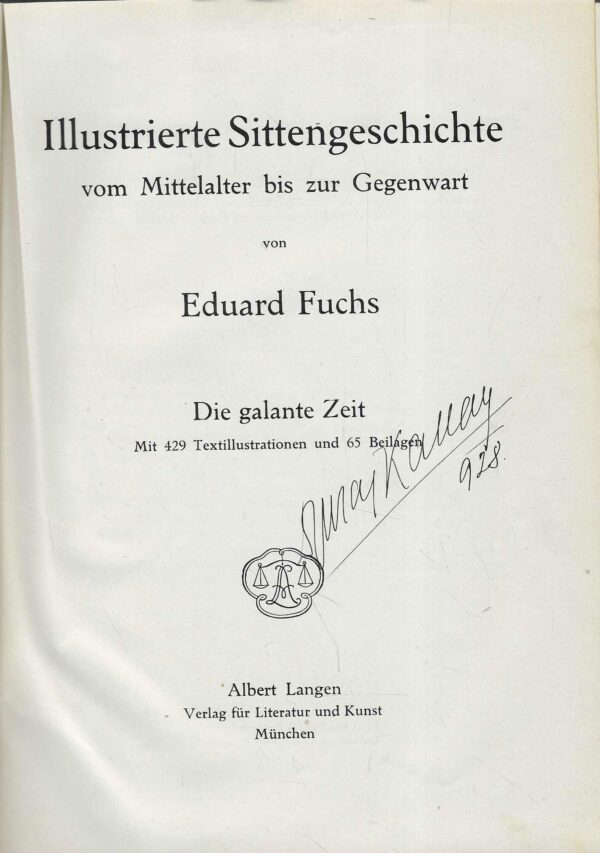 Illustrierte Sittengeschichte
vom Mittelalter bis zur Gegenwart
von
Eduard Fuchs
Die galante Zeit
Mit 429 Textillustrationen und 65 Beilagen
928.
Albert Langen
Verlag für Literatur und Kunst
München